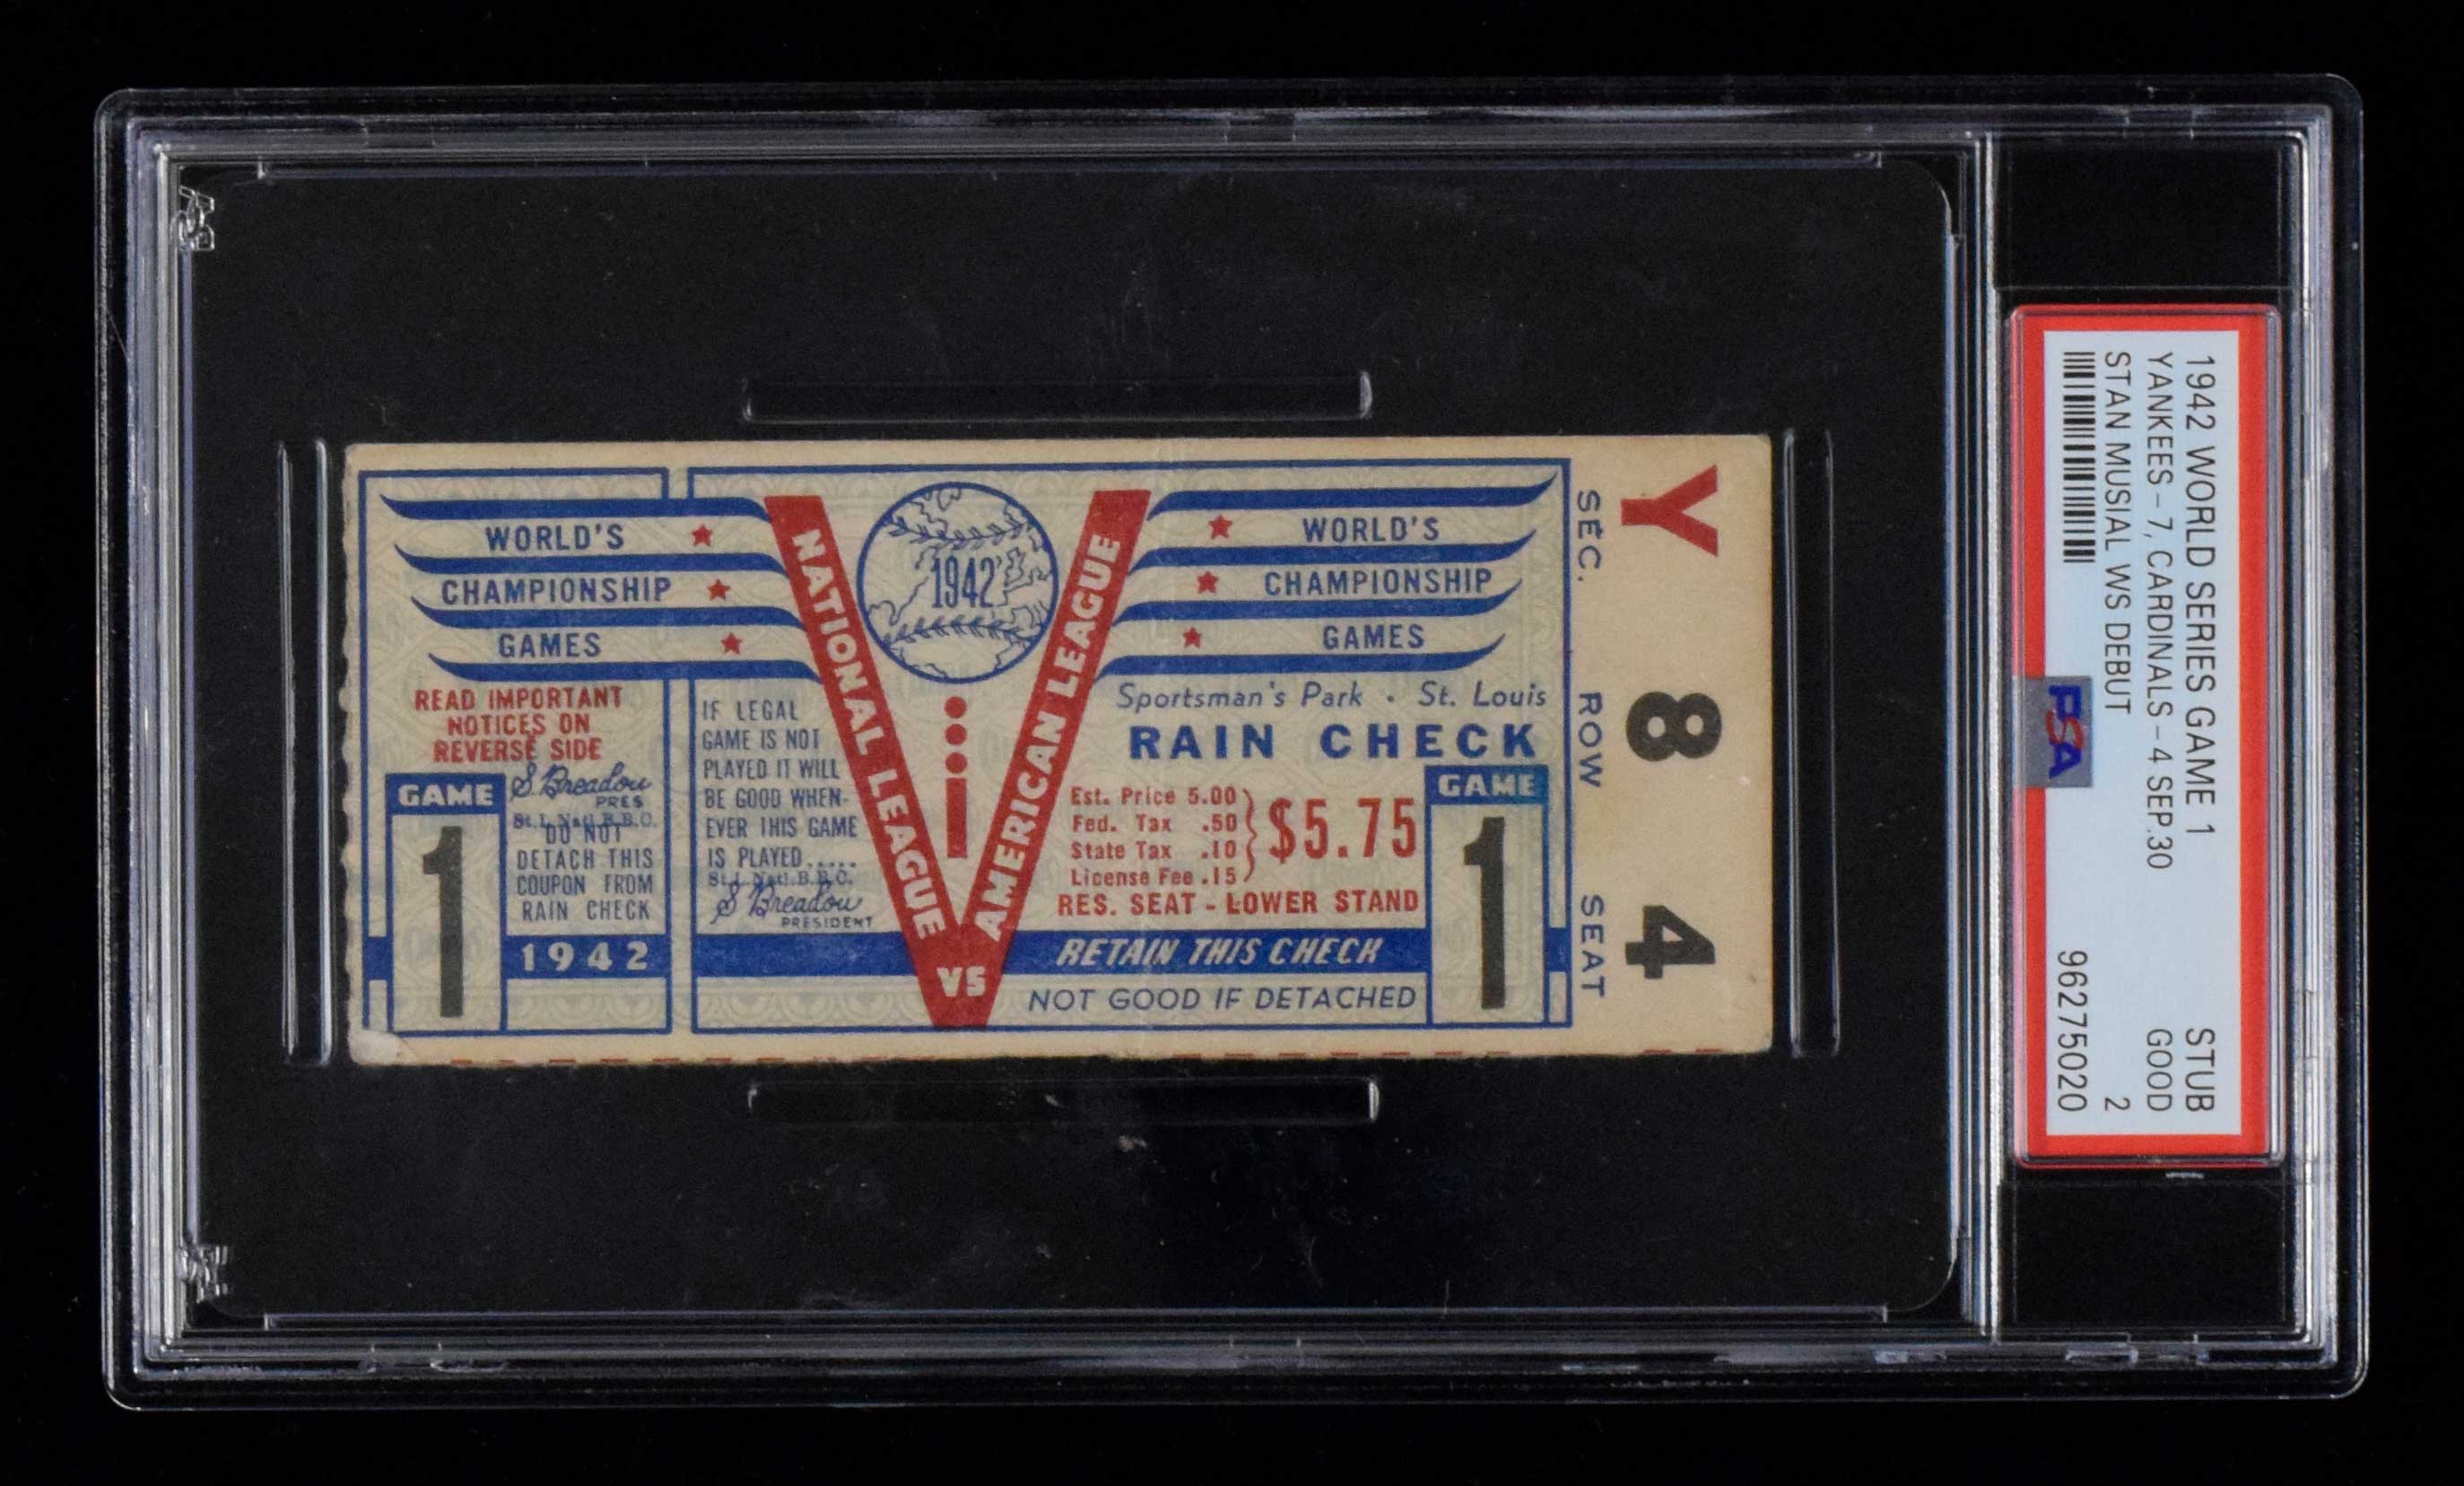 WORLD'S
CHAMPIONSHIP
GAMES
READ IMPORTANT
NOTICES ON
REVERSE SIDE
GAME
1
S Breadon
PRES
St. L. Nat'l B.B.C.
DO NOT
DETACH THIS
COUPON FROM
RAIN CHECK
1942
IF LEGAL
GAME IS NOT
PLAYED IT WILL
BE GOOD WHEN-
EVER THIS GAME
IS PLAYED.....
St. L. Nat'l. B.B.C.
S Breadon
PRESIDENT
NATIONAL LEAGUE
VS
AMERICAN LEAGUE
1942
WORLD'S
CHAMPIONSHIP
GAMES
Sportsman's Park · St. Louis
RAIN CHECK
Est. Price 5.00
Fed. Tax .50
State Tax .10
License Fee .15
$5.75
RES. SEAT - LOWER STAND
GAME
1
RETAIN THIS CHECK
NOT GOOD IF DETACHED
SEC. Y
ROW 8
SEAT 4
1942 WORLD SERIES GAME 1 STUB
YANKEES - 7, CARDINALS - 4 SEP.30 GOOD
STAN MUSIAL WS DEBUT 2
96275020
PSA